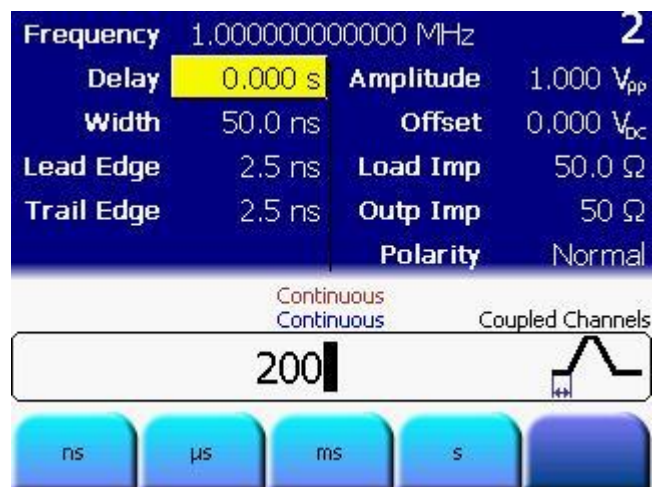 Frequency 1.000000000000 MHz 2
Delay 0.000 s Amplitude 1.000 Vpp
Width 50.0 ns Offset 0.000 VDC
Lead Edge 2.5 ns Load Imp 50.0 Ω
Trail Edge 2.5 ns Outp Imp 50 Ω
Polarity Normal
Continuous
Continuous Coupled Channels
200
ns µs ms s